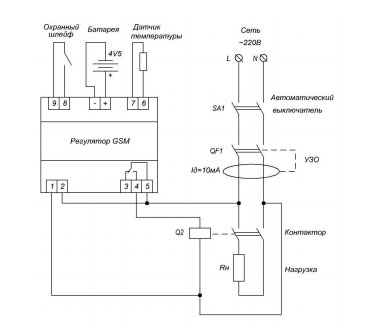 Охранный
шлейф
Батарея
Датчик
температуры
4V5
- +
9 8
- +
7 6
Регулятор GSM
1 2
3 4 5
Сеть
~220В
L N
SA1
Автоматический
выключатель
QF1
УЗО
Iд=10мА
Q2
Контактор
Rн
Нагрузка